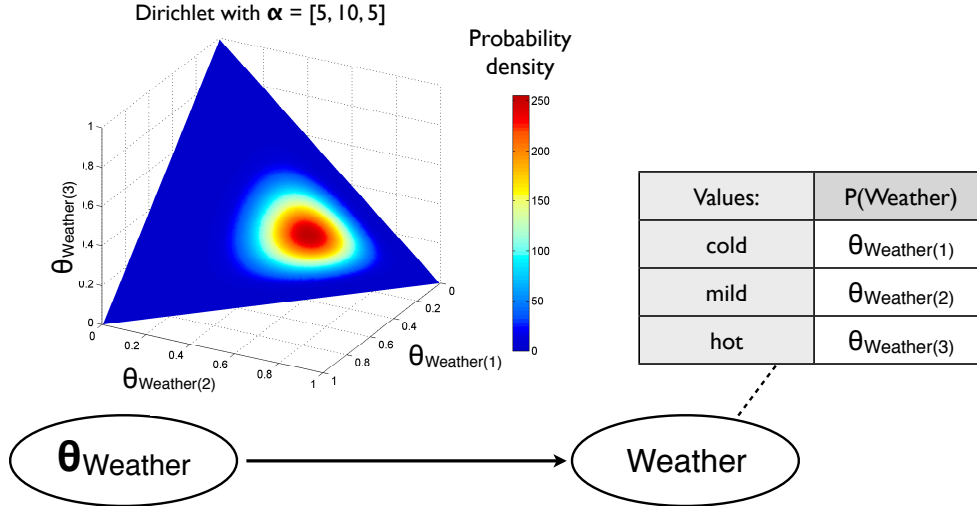 Dirichlet with α = [5, 10, 5]
Probability
density
1
0.8
0.6
0.4
0.2
0
θWeather(3)
0
0.2
0.4
0.6
0.8
1
θWeather(2)
0
0.2
0.4
0.6
0.8
1
θWeather(1)
250
200
150
100
50
0
Values: P(Weather)
cold θWeather(1)
mild θWeather(2)
hot θWeather(3)
θWeather
Weather